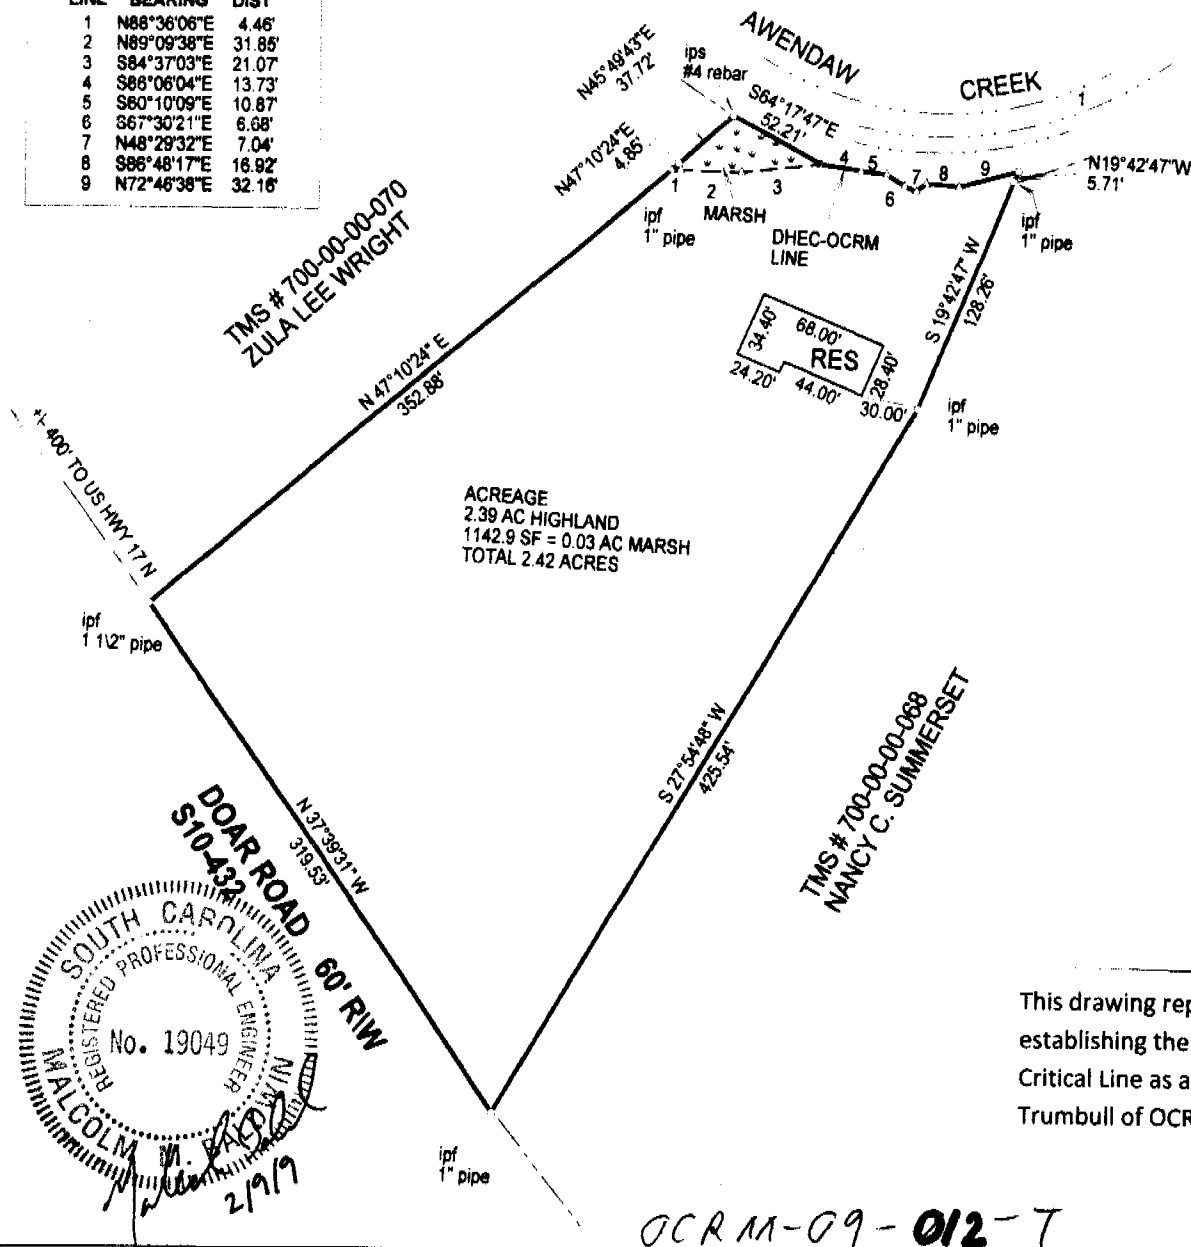 LINE BEARING DIST
1 N88°36'06"E 4.46'
2 N89°09'38"E 31.85'
3 S84°37'03"E 21.07'
4 S86°06'04"E 13.73'
5 S60°10'09"E 10.87'
6 S67°30'21"E 6.68'
7 N48°29'32"E 7.04'
8 S86°48'17"E 16.92'
9 N72°46'38"E 32.16'
AWENDAW
CREEK
1
N45°49'43"E
37.72'
ips
#4 rebar
S64°17'47"E
52.21'
N47°10'24"E
4.85'
1 2 3 4 5 6 7 8 9
N19°42'47"W
5.71'
ipf
1" pipe
MARSH
DHEC-OCRM
LINE
ipf
1" pipe
TMS # 700-00-00-070
ZULA LEE WRIGHT
S 19°42'47" W
128.26'
34.40'
68.00'
RES
28.40'
24.20'
44.00'
30.00'
N 47°10'24" E
352.88'
ipf
1" pipe
+\- 400' TO US HWY 17 N
ACREAGE
2.39 AC HIGHLAND
1142.9 SF = 0.03 AC MARSH
TOTAL 2.42 ACRES
ipf
1 1\2" pipe
S 27°54'48" W
425.54'
TMS # 700-00-00-068
NANCY C. SUMMERSET
N 37°39'31" W
319.53'
DOAR ROAD 60' R\W
S10-432
SOUTH CAROLINA
REGISTERED PROFESSIONAL ENGINEER
No. 19049
MALCOLM M. BALDWIN
2/9/9
ipf
1" pipe
This drawing rep
establishing the
Critical Line as a
Trumbull of OCR
OCRM-09-012-T